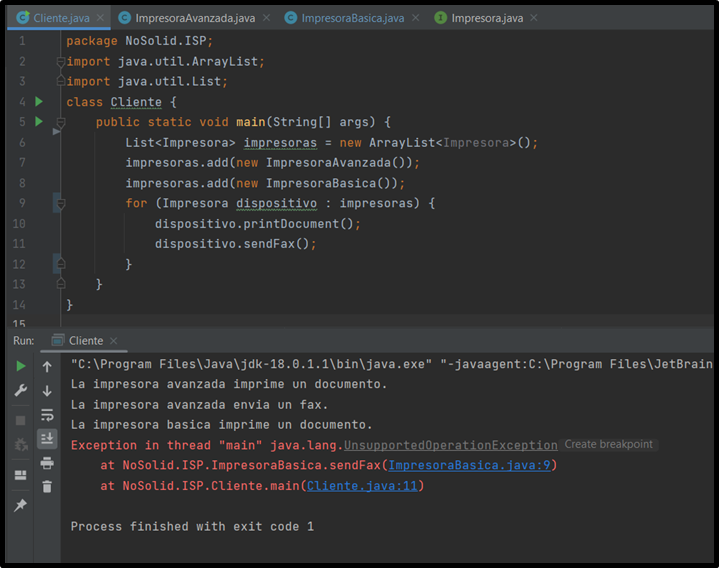 Cliente.java ImpresoraAvanzada.java ImpresoraBasica.java Impresora.java
1 package NoSolid.ISP;
2 import java.util.ArrayList;
3 import java.util.List;
4 class Cliente {
5 public static void main(String[] args) {
6 List<Impresora> impresoras = new ArrayList<Impresora>();
7 impresoras.add(new ImpresoraAvanzada());
8 impresoras.add(new ImpresoraBasica());
9 for (Impresora dispositivo : impresoras) {
10 dispositivo.printDocument();
11 dispositivo.sendFax();
12 }
13 }
14 }
15
Run: Cliente
"C:\Program Files\Java\jdk-18.0.1.1\bin\java.exe" "-javaagent:C:\Program Files\JetBrain
La impresora avanzada imprime un documento.
La impresora avanzada envia un fax.
La impresora basica imprime un documento.
Exception in thread "main" java.lang.UnsupportedOperationException Create breakpoint
at NoSolid.ISP.ImpresoraBasica.sendFax(ImpresoraBasica.java:9)
at NoSolid.ISP.Cliente.main(Cliente.java:11)
Process finished with exit code 1